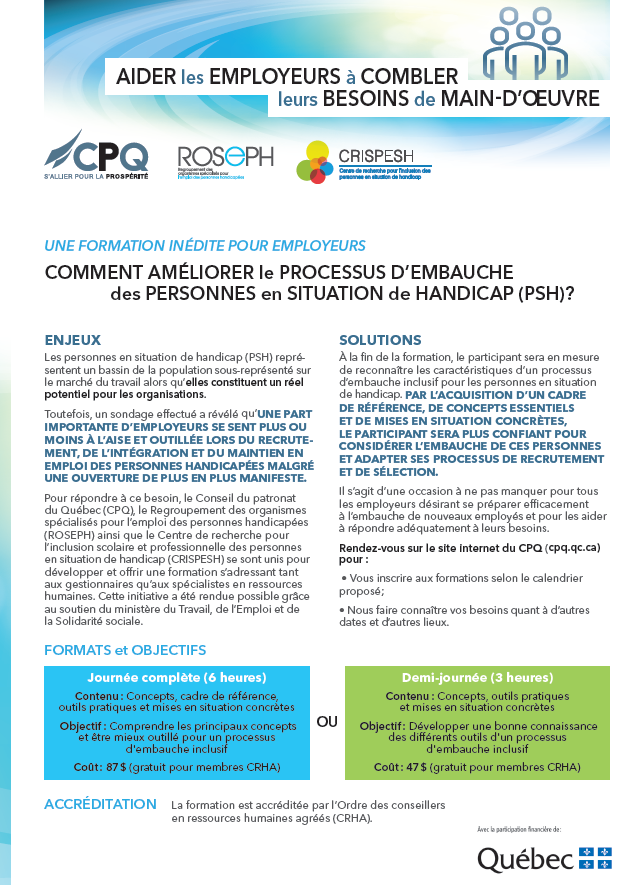 AIDER les EMPLOYEURS à COMBLER
leurs BESOINS de MAIN-D'ŒUVRE
CPQ
S'ALLIER POUR LA PROSPÉRITÉ
ROSEPH
Regroupement des
organismes spécialisés pour
l'emploi des personnes handicapées
CRISPESH
Centre de recherche pour l'inclusion des
personnes en situation de handicap
UNE FORMATION INÉDITE POUR EMPLOYEURS
COMMENT AMÉLIORER le PROCESSUS D'EMBAUCHE
des PERSONNES en SITUATION de HANDICAP (PSH)?
ENJEUX
Les personnes en situation de handicap (PSH) repré-
sentent un bassin de la population sous-représenté sur
le marché du travail alors qu'elles constituent un réel
potentiel pour les organisations.
Toutefois, un sondage effectué a révélé qu'UNE PART
IMPORTANTE D'EMPLOYEURS SE SENT PLUS OU
MOINS À L'AISE ET OUTILLÉE LORS DU RECRUTE-
MENT, DE L'INTÉGRATION ET DU MAINTIEN EN
EMPLOI DES PERSONNES HANDICAPÉES MALGRÉ
UNE OUVERTURE DE PLUS EN PLUS MANIFESTE.
Pour répondre à ce besoin, le Conseil du patronat
du Québec (CPQ), le Regroupement des organismes
spécialisés pour l'emploi des personnes handicapées
(ROSEPH) ainsi que le Centre de recherche pour
l'inclusion scolaire et professionnelle des personnes
en situation de handicap (CRISPESH) se sont unis pour
développer et offrir une formation s'adressant tant
aux gestionnaires qu'aux spécialistes en ressources
humaines. Cette initiative a été rendue possible grâce
au soutien du ministère du Travail, de l'Emploi et de
la Solidarité sociale.
SOLUTIONS
À la fin de la formation, le participant sera en mesure
de reconnaître les caractéristiques d'un processus
d'embauche inclusif pour les personnes en situation
de handicap. PAR L'ACQUISITION D'UN CADRE
DE RÉFÉRENCE, DE CONCEPTS ESSENTIELS
ET DE MISES EN SITUATION CONCRÈTES,
LE PARTICIPANT SERA PLUS CONFIANT POUR
CONSIDÉRER L'EMBAUCHE DE CES PERSONNES
ET ADAPTER SES PROCESSUS DE RECRUTEMENT
ET DE SÉLECTION.
Il s'agit d'une occasion à ne pas manquer pour tous
les employeurs désirant se préparer efficacement
à l'embauche de nouveaux employés et pour les aider
à répondre adéquatement à leurs besoins.
Rendez-vous sur le site internet du CPQ (cpq.qc.ca)
pour :
• Vous inscrire aux formations selon le calendrier
proposé;
• Nous faire connaître vos besoins quant à d'autres
dates et d'autres lieux.
FORMATS et OBJECTIFS
Journée complète (6 heures)
Contenu : Concepts, cadre de référence,
outils pratiques et mises en situation concrètes
Objectif : Comprendre les principaux concepts
et être mieux outillé pour un processus
d'embauche inclusif
Coût : 87 $ (gratuit pour membres CRHA)
OU
Demi-journée (3 heures)
Contenu : Concepts, outils pratiques
et mises en situation concrètes
Objectif : Développer une bonne connaissance
des différents outils d'un processus
d'embauche inclusif
Coût : 47 $ (gratuit pour membres CRHA)
ACCRÉDITATION La formation est accréditée par l'Ordre des conseillers
en ressources humaines agréés (CRHA).
Avec la participation financière de:
Québec